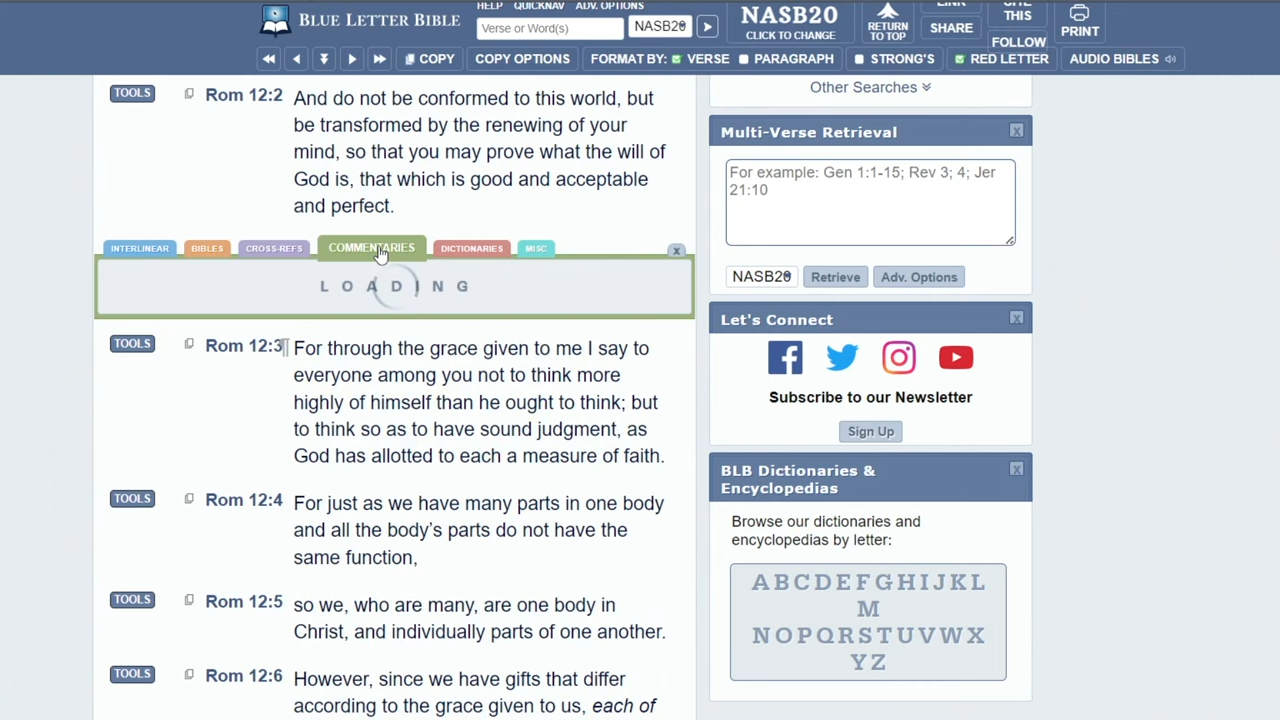 HELP QUICKNAV ADV. OPTIONS
BLUE LETTER BIBLE
Verse or Word(s)
NASB20
NASB20
CLICK TO CHANGE
RETURN
TO TOP
LINK
SHARE
CITE
THIS
FOLLOW
PRINT
COPY COPY OPTIONS FORMAT BY: VERSE PARAGRAPH STRONG'S RED LETTER AUDIO BIBLES
TOOLS Rom 12:2 And do not be conformed to this world, but
be transformed by the renewing of your
mind, so that you may prove what the will of
God is, that which is good and acceptable
and perfect.
INTERLINEAR BIBLES CROSS-REFS COMMENTARIES DICTIONARIES MISC x
LOADING
TOOLS Rom 12:3 ¶ For through the grace given to me I say to
everyone among you not to think more
highly of himself than he ought to think; but
to think so as to have sound judgment, as
God has allotted to each a measure of faith.
TOOLS Rom 12:4 For just as we have many parts in one body
and all the body’s parts do not have the
same function,
TOOLS Rom 12:5 so we, who are many, are one body in
Christ, and individually parts of one another.
TOOLS Rom 12:6 However, since we have gifts that differ
according to the grace given to us, each of
Other Searches
Multi-Verse Retrieval x
For example: Gen 1:1-15; Rev 3; 4; Jer
21:10
NASB20 Retrieve Adv. Options
Let's Connect x
Subscribe to our Newsletter
Sign Up
BLB Dictionaries & x
Encyclopedias
Browse our dictionaries and
encyclopedias by letter:
A B C D E F G H I J K L
M
N O P Q R S T U V W X
Y Z